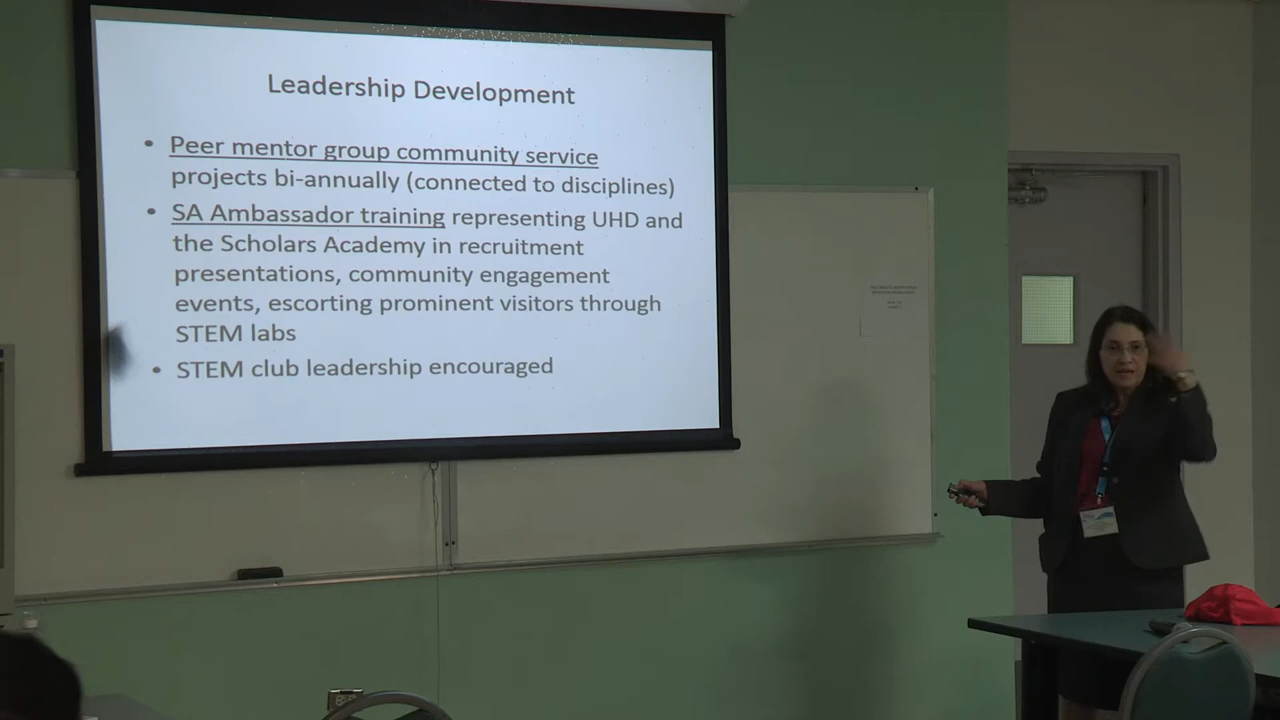 Leadership Development
• Peer mentor group community service
projects bi-annually (connected to disciplines)
• SA Ambassador training representing UHD and
the Scholars Academy in recruitment
presentations, community engagement
events, escorting prominent visitors through
STEM labs
• STEM club leadership encouraged